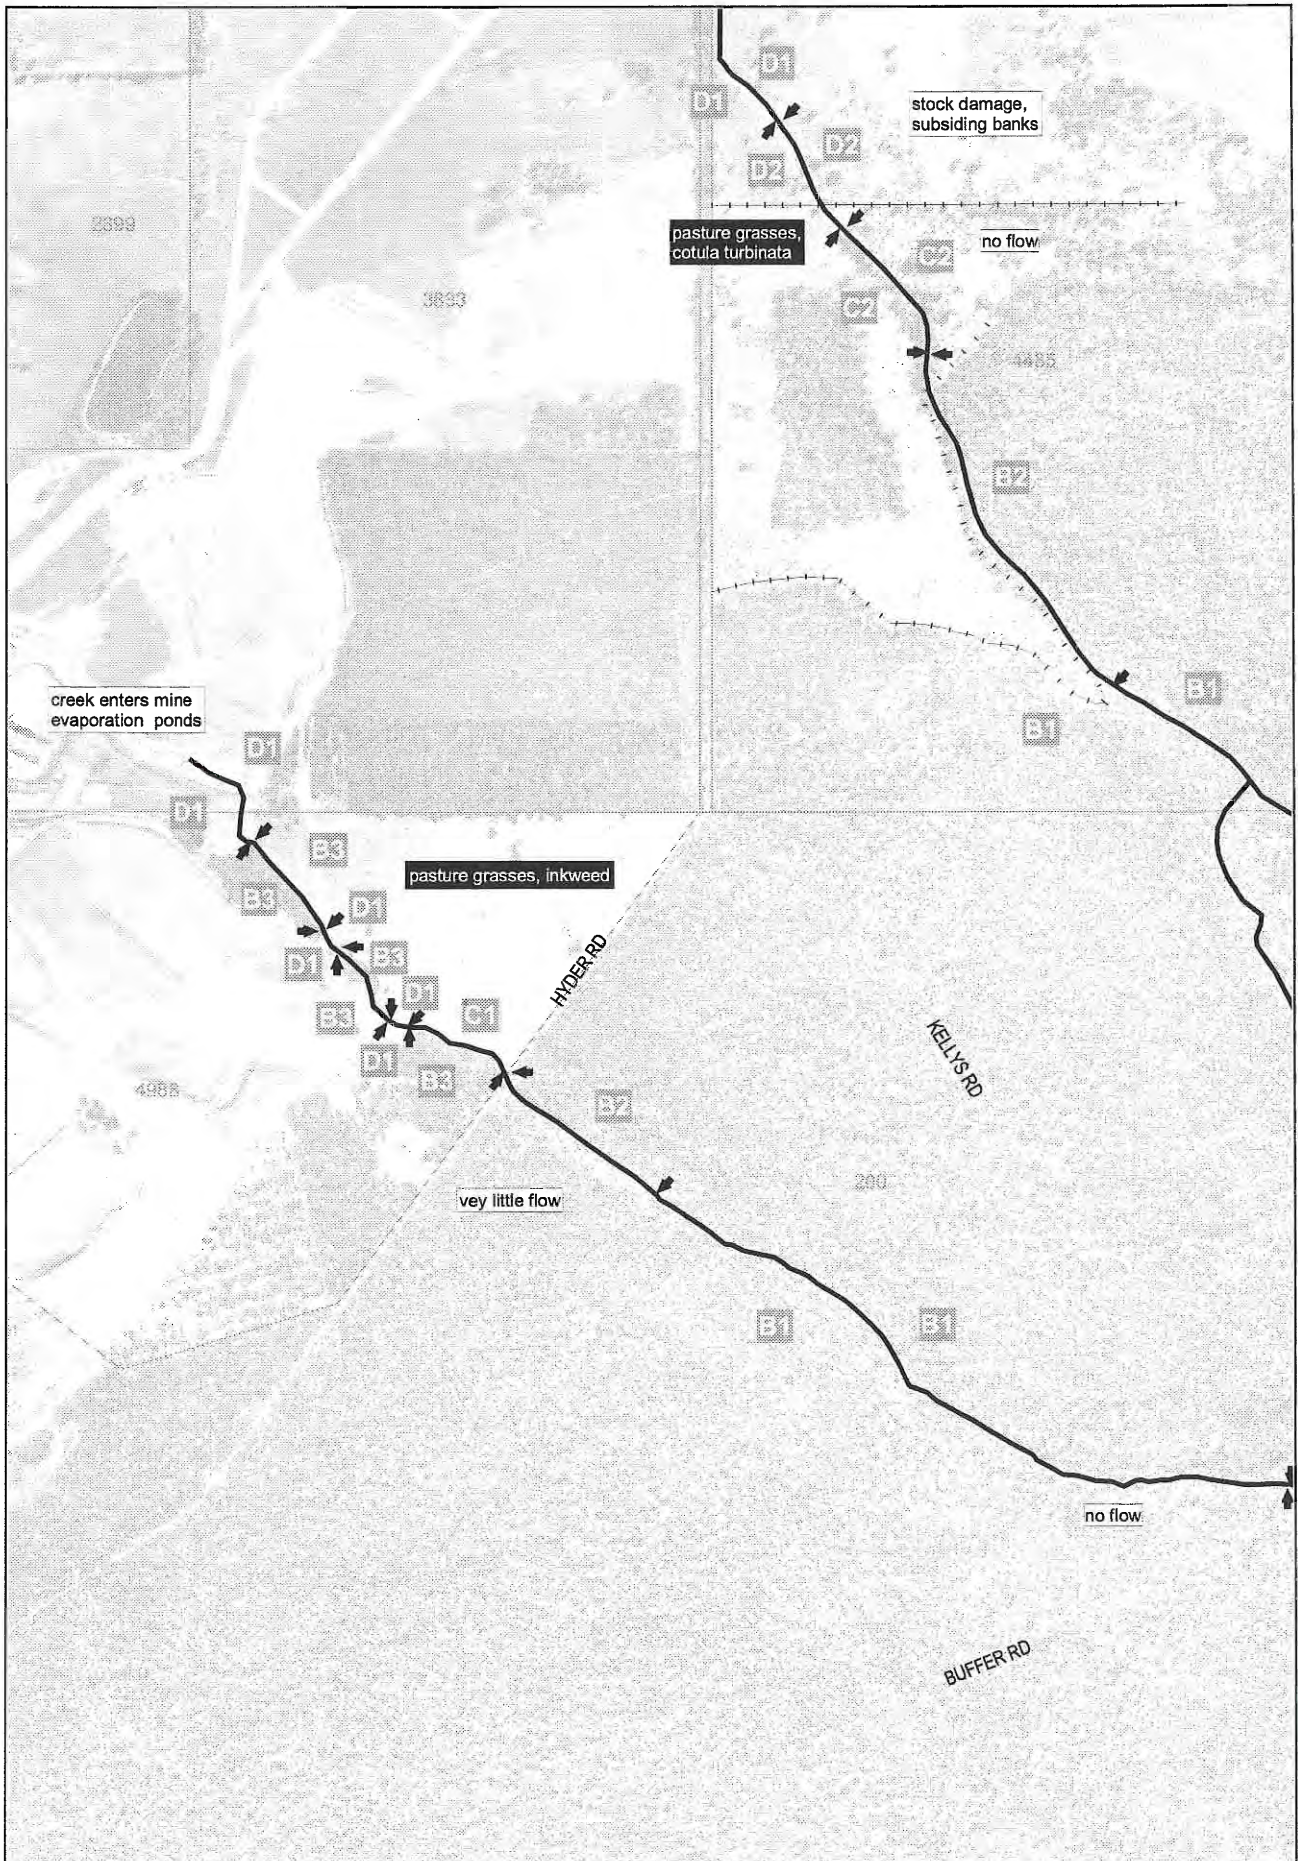 D1
D1
stock damage,
subsiding banks
D2
D2
2699
pasture grasses,
cotula turbinata
no flow
C2
3633
C2
4485
B2
creek enters mine
evaporation ponds
B1
B1
D1
D1
B3
pasture grasses, inkweed
B3
D1
HYDER RD
D1
B3
D1
B3
C1
KELLYS RD
D1
B3
4988
B2
vey little flow
200
B1
B1
no flow
BUFFER RD